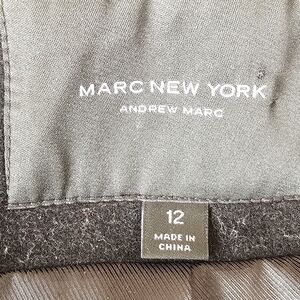 MARC NEW YORK
ANDREW MARC
12
MADE IN
CHINA